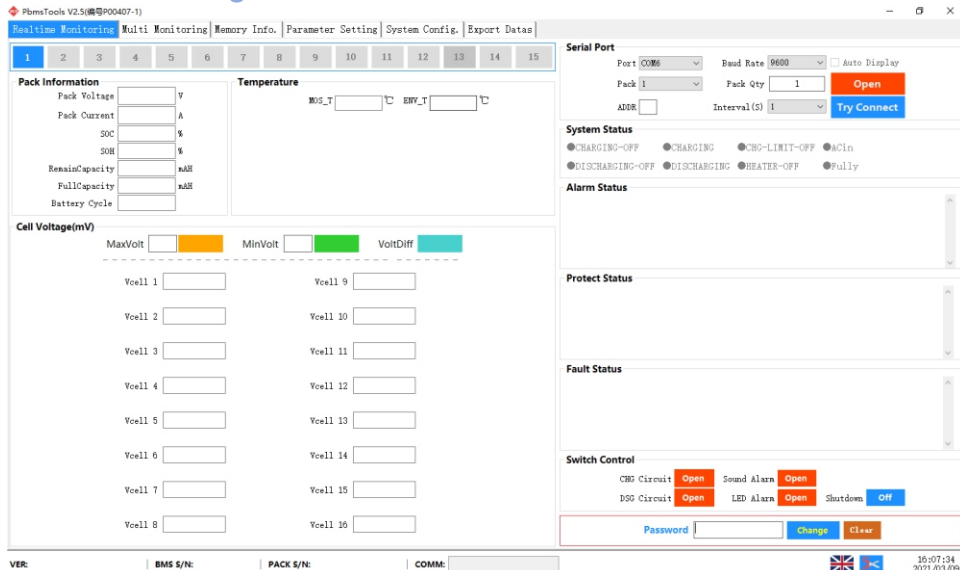 PbmsTools V2.5(编号P00407-1)
Realtime Monitoring Multi Monitoring Memory Info. Parameter Setting System Config. Export Datas
1 2 3 4 5 6 7 8 9 10 11 12 13 14 15
Pack Information
Pack Voltage V
Pack Current A
SOC %
SOH %
RemainCapacity mAH
FullCapacity mAH
Battery Cycle
Temperature
MOS_T ℃ ENV_T ℃
Cell Voltage(mV)
MaxVolt MinVolt VoltDiff
Vcell 1 Vcell 9
Vcell 2 Vcell 10
Vcell 3 Vcell 11
Vcell 4 Vcell 12
Vcell 5 Vcell 13
Vcell 6 Vcell 14
Vcell 7 Vcell 15
Vcell 8 Vcell 16
Serial Port
Port COM6 Baud Rate 9600 Auto Display
Pack 1 Pack Qty 1 Open
ADDR Interval(S) 1 Try Connect
System Status
CHARGING-OFF CHARGING CHG-LIMIT-OFF ACin
DISCHARGING-OFF DISCHARGING HEATER-OFF Fully
Alarm Status
Protect Status
Fault Status
Switch Control
CHG Circuit Open Sound Alarn Open
DSG Circuit Open LED Alarn Open Shutdown Off
Password Change Clear
VER: BMS S/N: PACK S/N: COMM: 16:07:34
2021/03/09